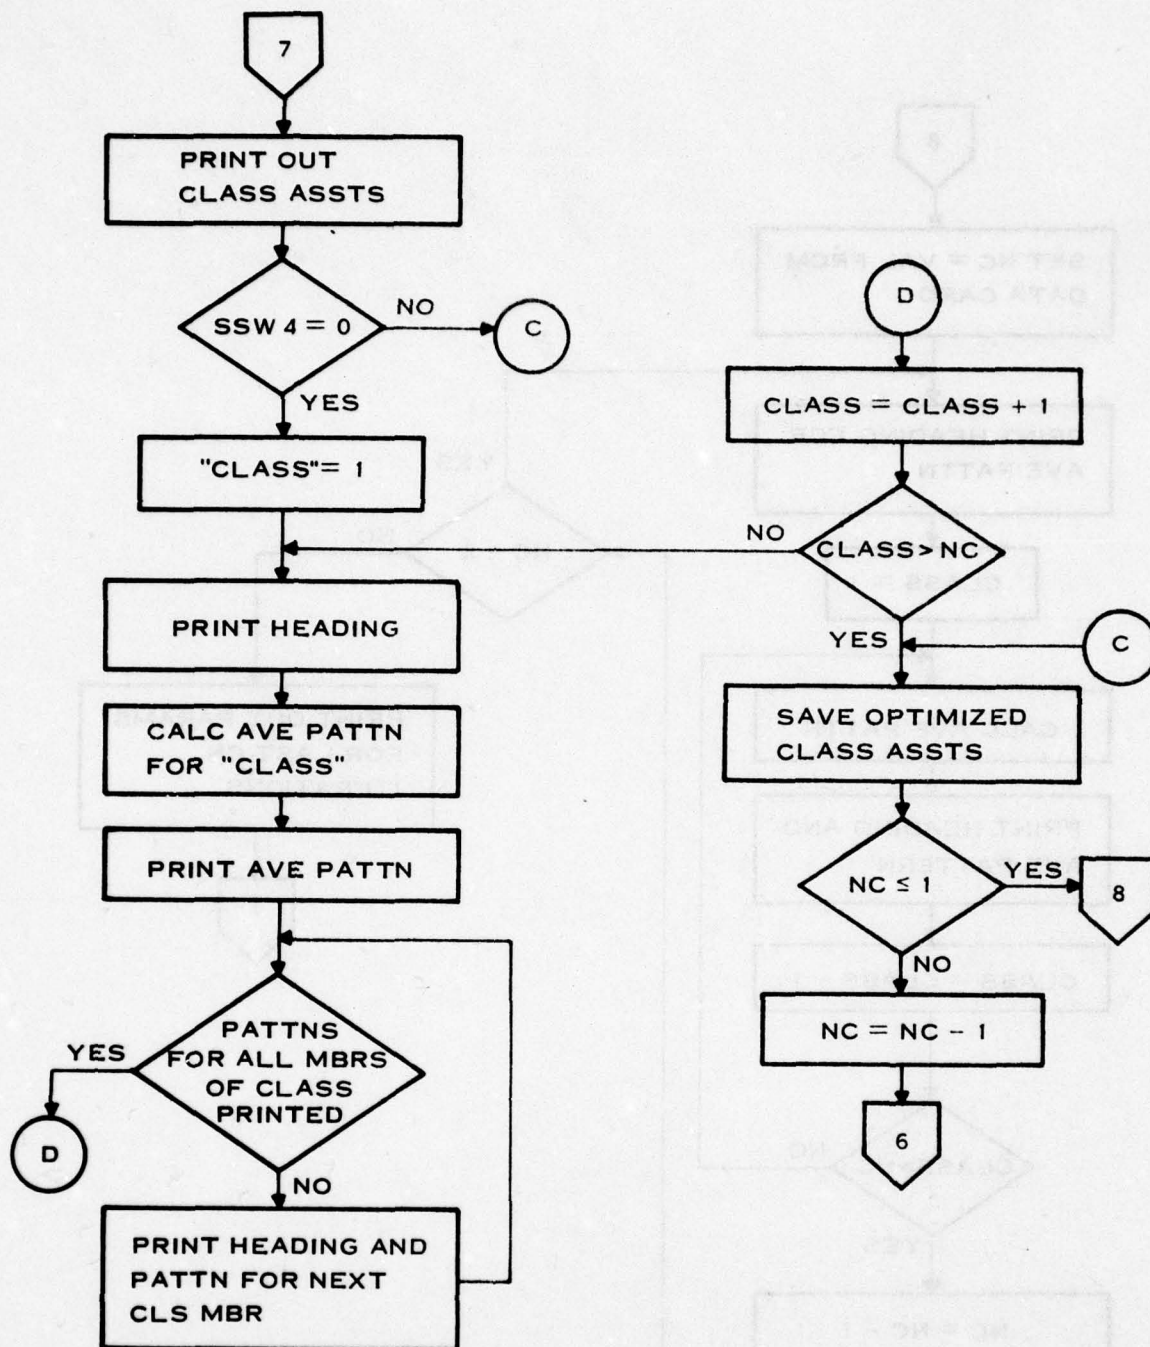 7
PRINT OUT
CLASS ASSTS
SSW 4 = 0
NO
C
YES
"CLASS"= 1
PRINT HEADING
CALC AVE PATTN
FOR "CLASS"
PRINT AVE PATTN
PATTNS
FOR ALL MBRS
OF CLASS
PRINTED
YES
D
NO
PRINT HEADING AND
PATTN FOR NEXT
CLS MBR
D
CLASS = CLASS + 1
CLASS > NC
NO
YES
C
SAVE OPTIMIZED
CLASS ASSTS
NC ≤ 1
YES
8
NO
NC = NC - 1
6